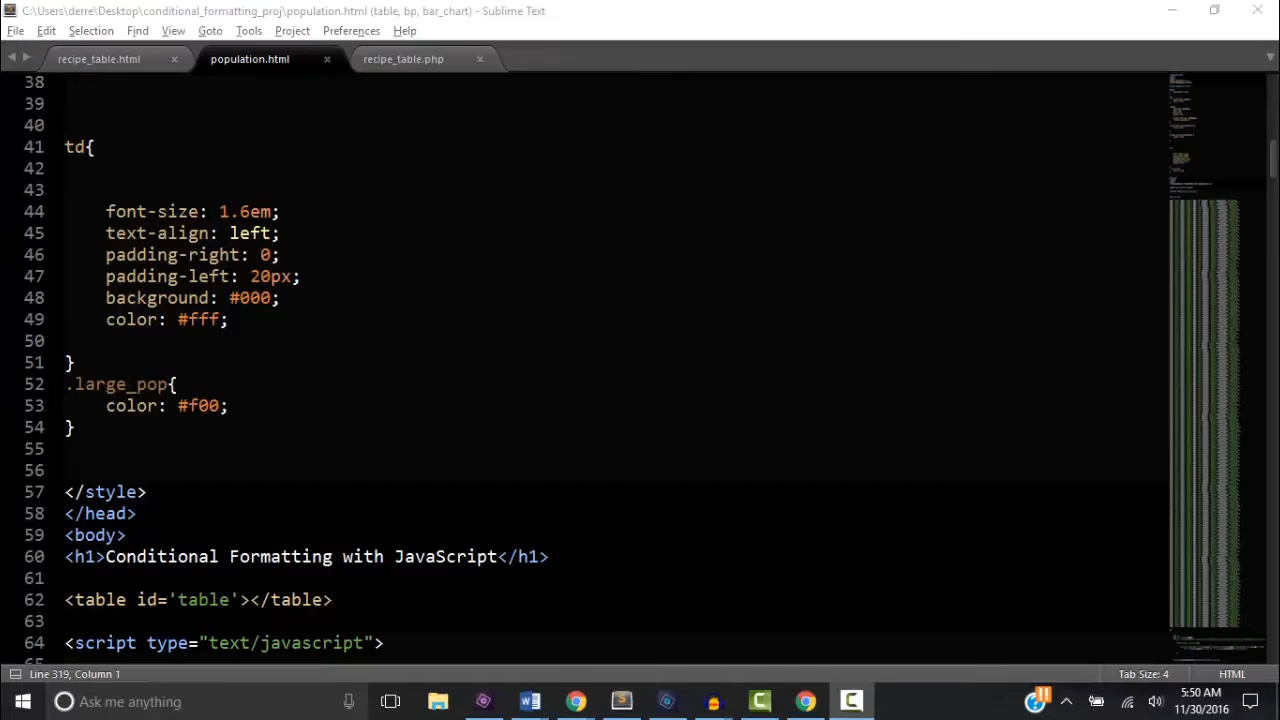 C:\Users\derre\Desktop\conditional_formatting_proj\population.html (table, bp, bar_chart) - Sublime Text
File Edit Selection Find View Goto Tools Project Preferences Help
recipe_table.html population.html recipe_table.php
38
39
40
41 td{
42
43
44 font-size: 1.6em;
45 text-align: left;
46 padding-right: 0;
47 padding-left: 20px;
48 background: #000;
49 color: #fff;
50
51 }
52 .large_pop{
53 color: #f00;
54 }
55
56
57 </style>
58 </head>
59 <body>
60 <h1>Conditional Formatting with JavaScript</h1>
61
62 <table id='table'></table>
63
64 <script type="text/javascript">
65
Line 319, Column 1 Tab Size: 4 HTML
Ask me anything
5:50 AM
11/30/2016